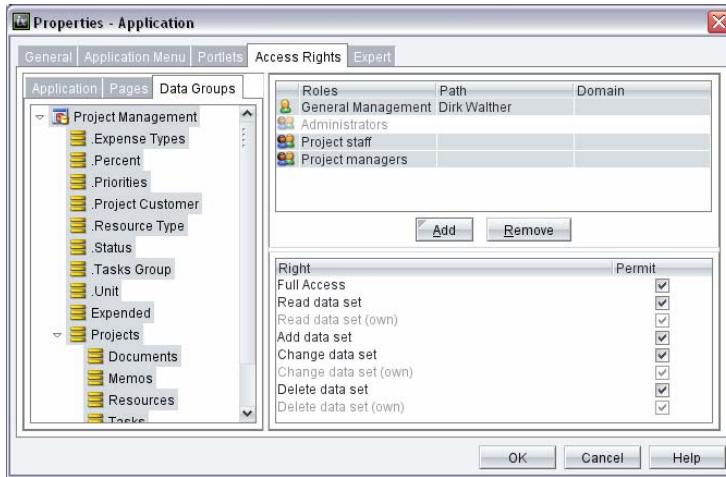 Properties - Application
General Application Menu Portlets Access Rights Expert
Application Pages Data Groups
Project Management
.Expense Types
.Percent
.Priorities
.Project Customer
.Resource Type
.Status
.Tasks Group
.Unit
Expended
Projects
Documents
Memos
Resources
Tasks
Roles Path Domain
General Management Dirk Walther
Administrators
Project staff
Project managers
Add Remove
Right Permit
Full Access
Read data set
Read data set (own)
Add data set
Change data set
Change data set (own)
Delete data set
Delete data set (own)
OK Cancel Help